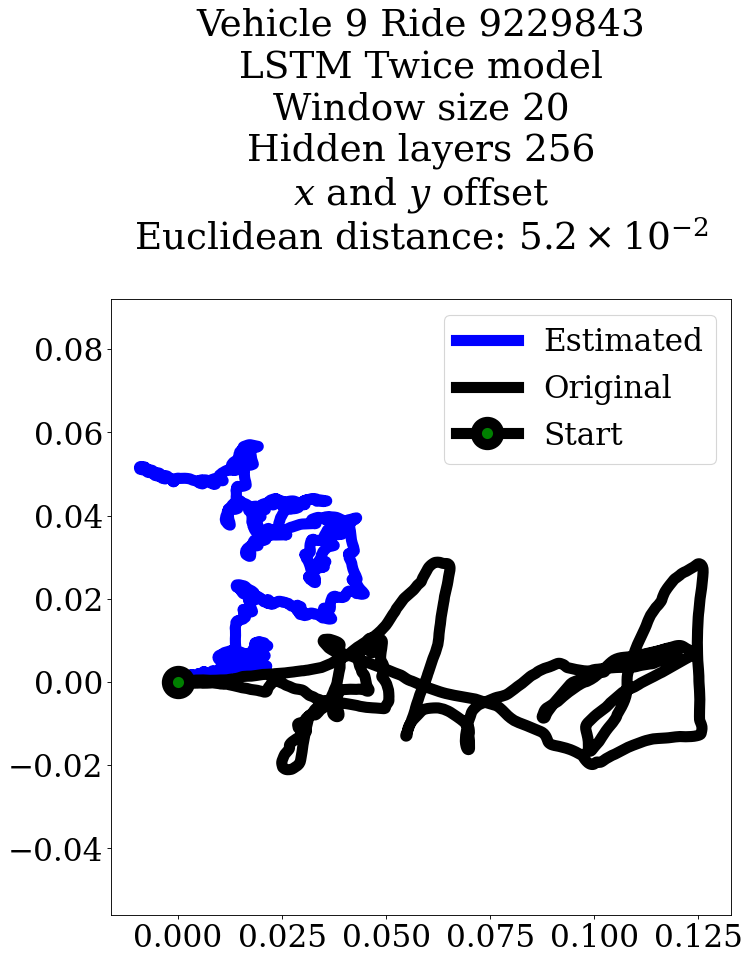 Vehicle 9 Ride 9229843
LSTM Twice model
Window size 20
Hidden layers 256
x and y offset
Euclidean distance: 5.2 × 10⁻²
Estimated
Original
Start
0.08
0.06
0.04
0.02
0.00
−0.02
−0.04
0.000 0.025 0.050 0.075 0.100 0.125